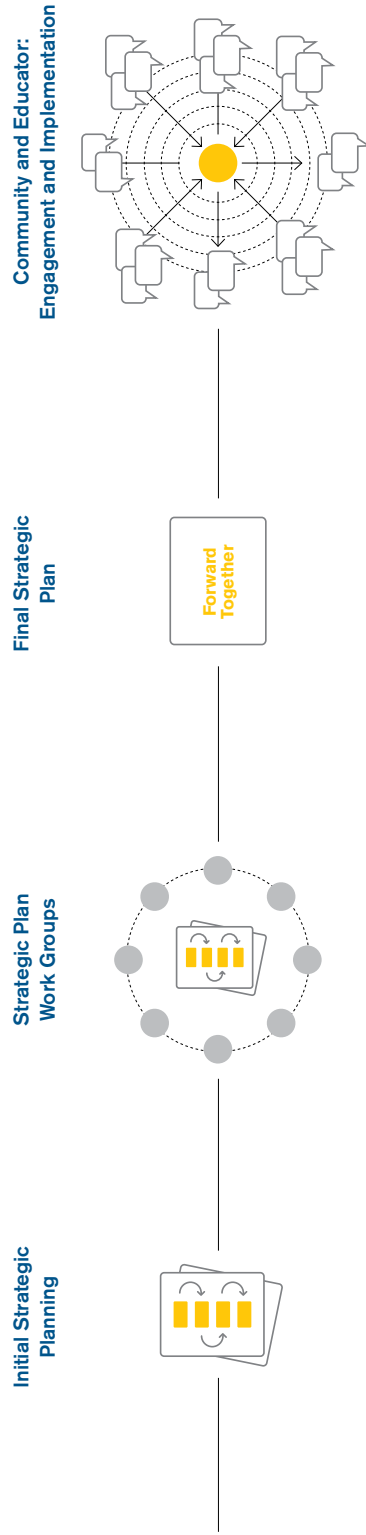 Initial Strategic
Planning
Strategic Plan
Work Groups
Final Strategic
Plan
Forward
Together
Community and Educator:
Engagement and Implementation